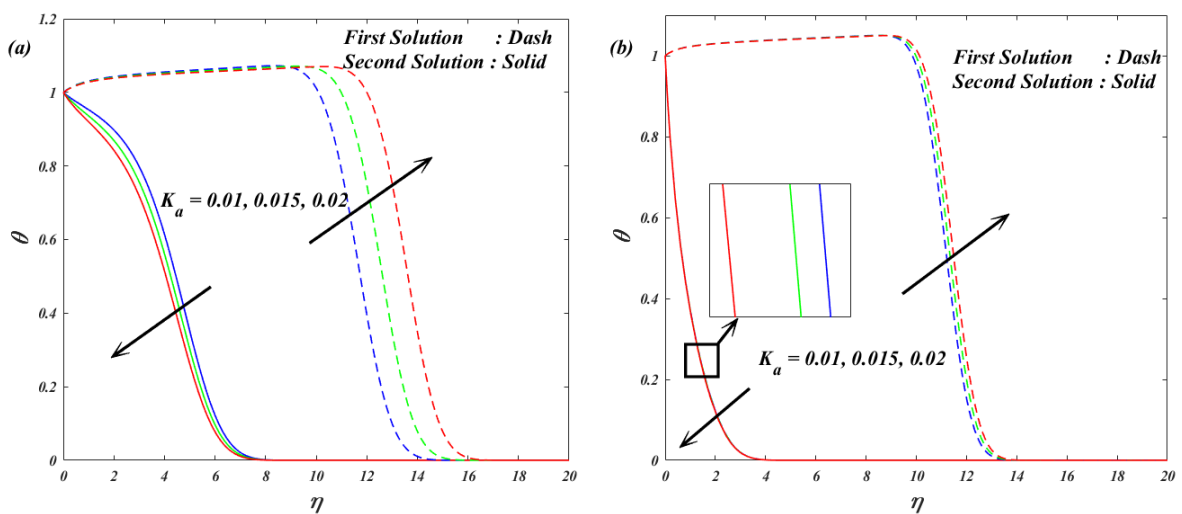 (a)
First Solution : Dash
Second Solution : Solid
K_a = 0.01, 0.015, 0.02
θ
1.2
1
0.8
0.6
0.4
0.2
0
0 2 4 6 8 10 12 14 16 18 20
η
(b)
First Solution : Dash
Second Solution : Solid
K_a = 0.01, 0.015, 0.02
θ
1
0.8
0.6
0.4
0.2
0
0 2 4 6 8 10 12 14 16 18 20
η